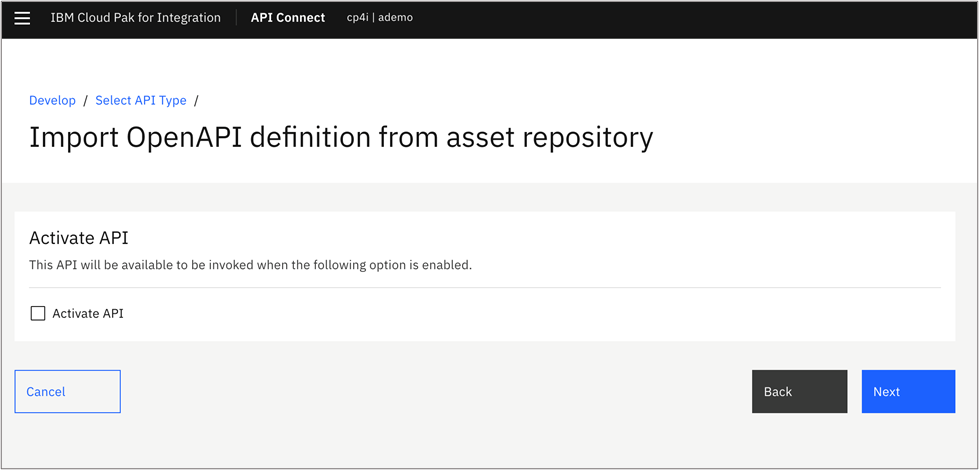 IBM Cloud Pak for Integration API Connect cp4i | ademo
Develop / Select API Type /
Import OpenAPI definition from asset repository
Activate API
This API will be available to be invoked when the following option is enabled.
Activate API
Cancel Back Next